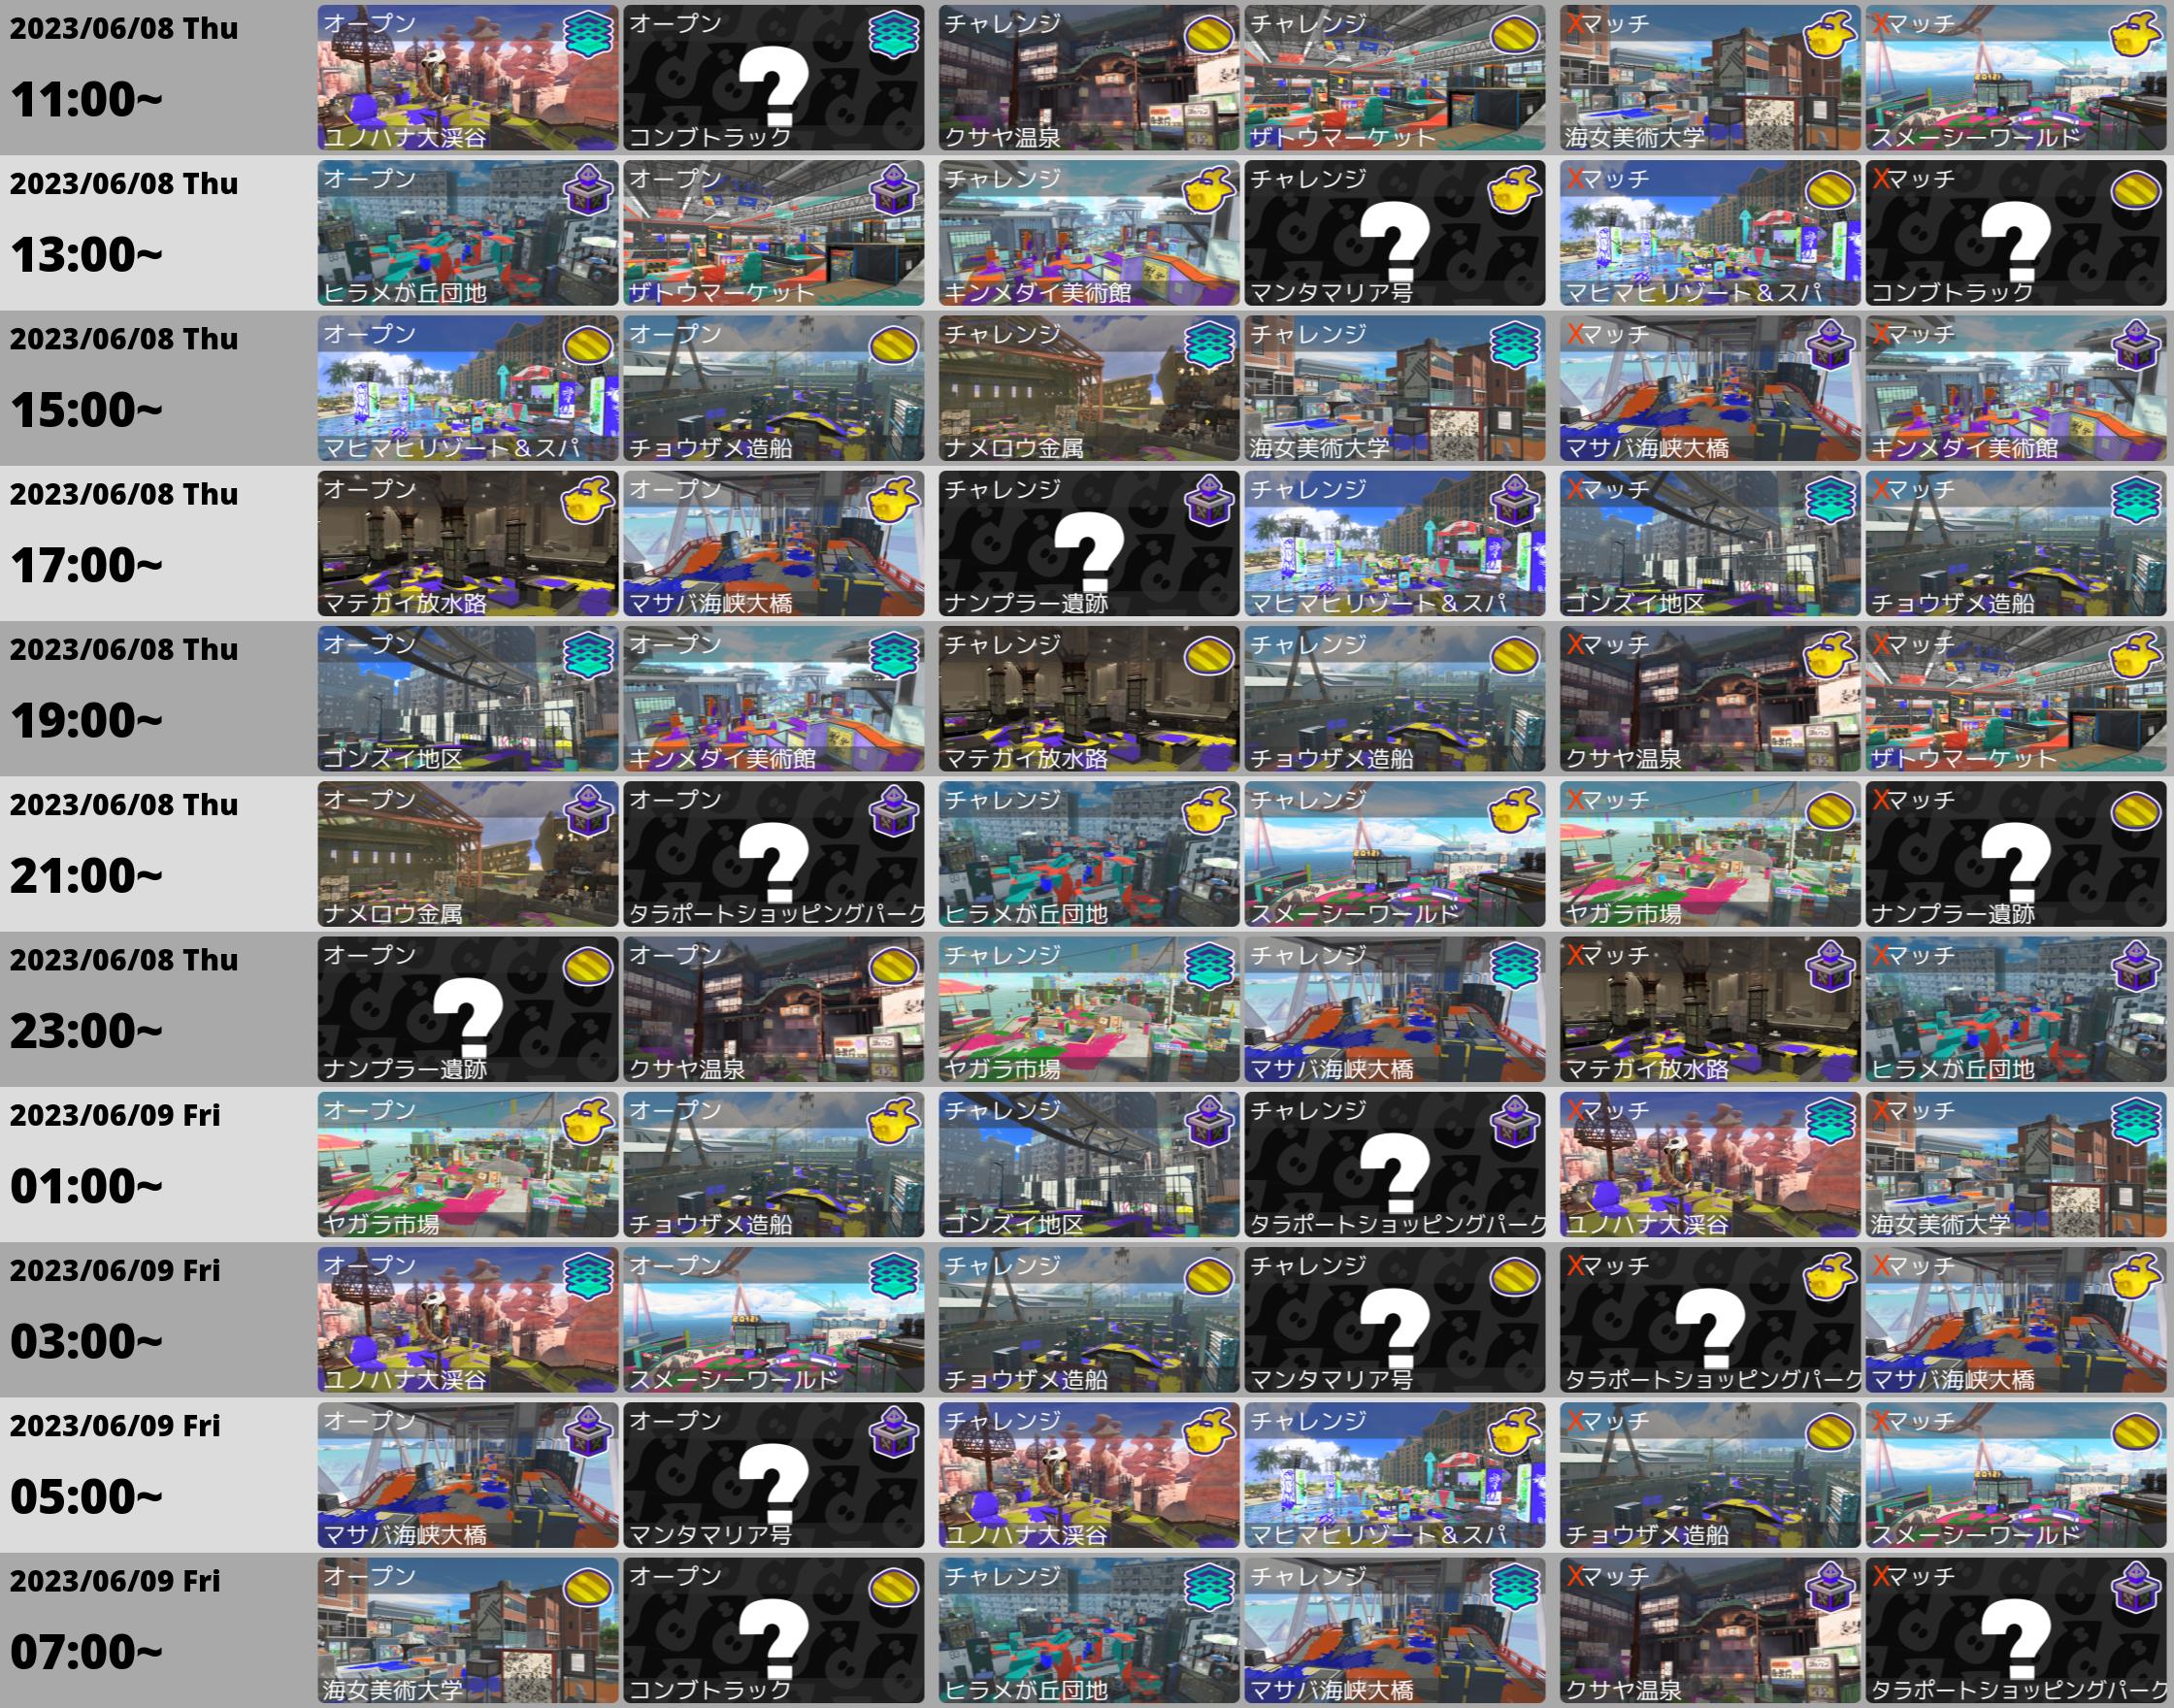 2023/06/08 Thu
11:00~
オープン
ユノハナ大渓谷
オープン
コンブトラック
チャレンジ
クサヤ温泉
チャレンジ
ザトウマーケット
Xマッチ
海女美術大学
Xマッチ
スメーシーワールド
2023/06/08 Thu
13:00~
オープン
ヒラメが丘団地
オープン
ザトウマーケット
チャレンジ
キンメダイ美術館
チャレンジ
マンタマリア号
Xマッチ
マヒマヒリゾート＆スパ
Xマッチ
コンブトラック
2023/06/08 Thu
15:00~
オープン
マヒマヒリゾート＆スパ
オープン
チョウザメ造船
チャレンジ
ナメロウ金属
チャレンジ
海女美術大学
Xマッチ
マサバ海峡大橋
Xマッチ
キンメダイ美術館
2023/06/08 Thu
17:00~
オープン
マテガイ放水路
オープン
マサバ海峡大橋
チャレンジ
ナンプラー遺跡
チャレンジ
マヒマヒリゾート＆スパ
Xマッチ
ゴンズイ地区
Xマッチ
チョウザメ造船
2023/06/08 Thu
19:00~
オープン
ゴンズイ地区
オープン
キンメダイ美術館
チャレンジ
マテガイ放水路
チャレンジ
チョウザメ造船
Xマッチ
クサヤ温泉
Xマッチ
ザトウマーケット
2023/06/08 Thu
21:00~
オープン
ナメロウ金属
オープン
タラポートショッピングパーク
チャレンジ
ヒラメが丘団地
チャレンジ
スメーシーワールド
Xマッチ
ヤガラ市場
Xマッチ
ナンプラー遺跡
2023/06/08 Thu
23:00~
オープン
ナンプラー遺跡
オープン
クサヤ温泉
チャレンジ
ヤガラ市場
チャレンジ
マサバ海峡大橋
Xマッチ
マテガイ放水路
Xマッチ
ヒラメが丘団地
2023/06/09 Fri
01:00~
オープン
ヤガラ市場
オープン
チョウザメ造船
チャレンジ
ゴンズイ地区
チャレンジ
タラポートショッピングパーク
Xマッチ
ユノハナ大渓谷
Xマッチ
海女美術大学
2023/06/09 Fri
03:00~
オープン
ユノハナ大渓谷
オープン
スメーシーワールド
チャレンジ
チョウザメ造船
チャレンジ
マンタマリア号
Xマッチ
タラポートショッピングパーク
Xマッチ
マサバ海峡大橋
2023/06/09 Fri
05:00~
オープン
マサバ海峡大橋
オープン
マンタマリア号
チャレンジ
ユノハナ大渓谷
チャレンジ
マヒマヒリゾート＆スパ
Xマッチ
チョウザメ造船
Xマッチ
スメーシーワールド
2023/06/09 Fri
07:00~
オープン
海女美術大学
オープン
コンブトラック
チャレンジ
ヒラメが丘団地
チャレンジ
マサバ海峡大橋
Xマッチ
クサヤ温泉
Xマッチ
タラポートショッピングパーク